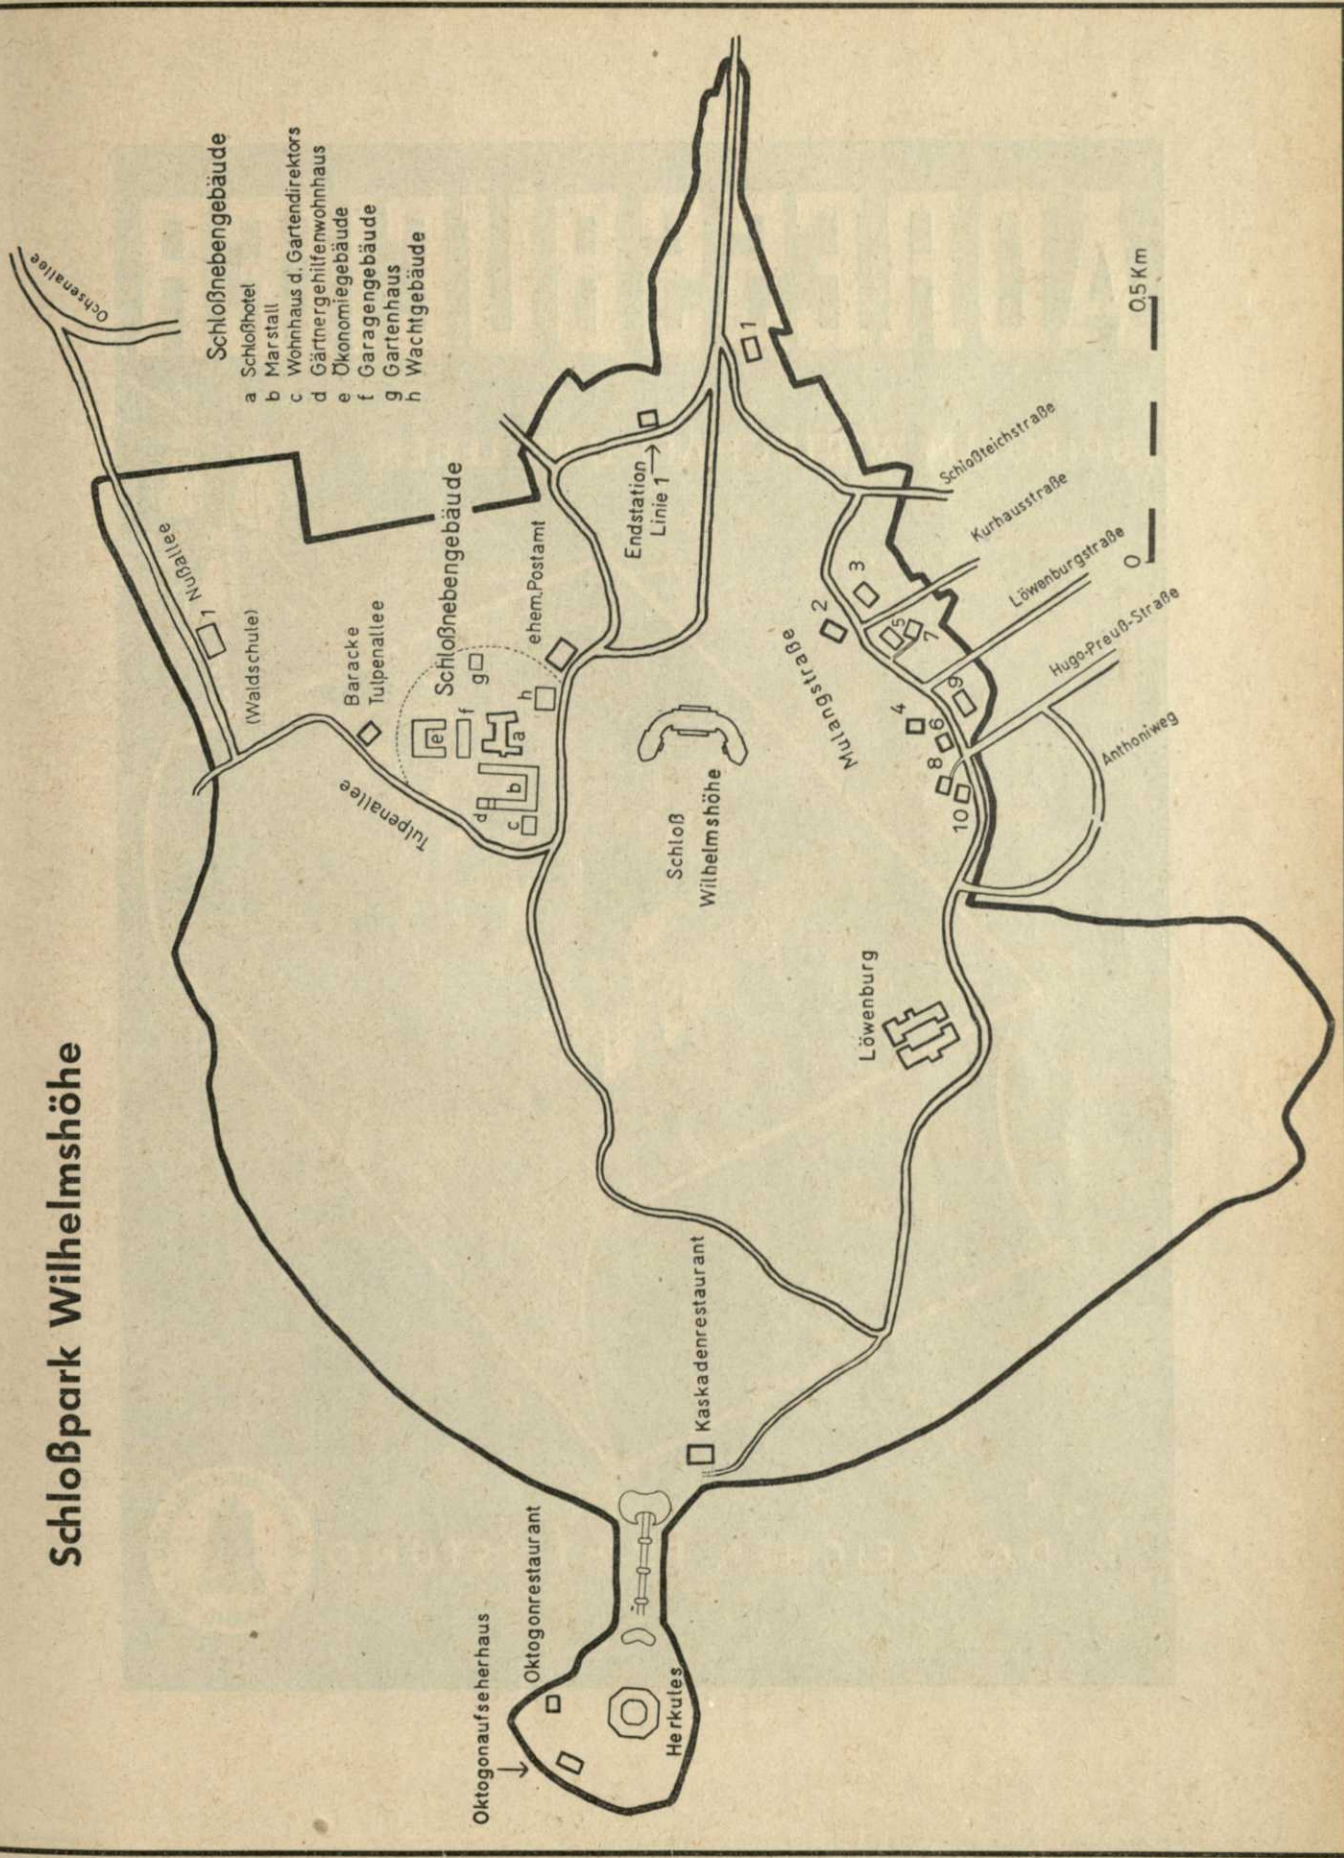 Schloßpark Wilhelmshöhe
Ochsenallee
Schloßnebengebäude
a Schloßhotel
b Marstall
c Wohnhaus d. Gartendirektors
d Gärtnergehilfenwohnhaus
e Ökonomiegebäude
f Garagengebäude
g Gartenhaus
h Wachtgebäude
1 Nußallee
(Waldschule)
Baracke
Tulpenallee
Tulpenallee
Schloßnebengebäude
g
e
f
h
a
b
d
c
ehem. Postamt
Endstation
Linie 1
1
Schloß
Wilhelmshöhe
Mulangstraße
2
3
5
7
4
6
9
8
10
Schloßteichstraße
Kurhausstraße
Löwenburgstraße
Hugo-Preuß-Straße
Anthoniweg
0
0,5 Km
Löwenburg
Kaskadenrestaurant
Oktogonrestaurant
Oktogonaufseherhaus
Herkules